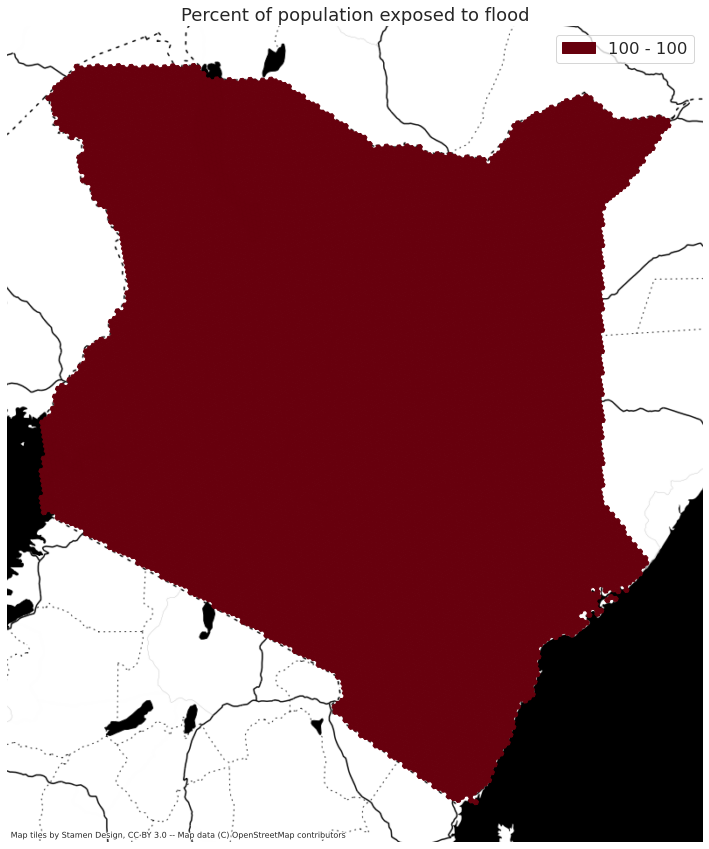 Percent of population exposed to flood
100 - 100
Map tiles by Stamen Design, CC-BY 3.0 -- Map data (C) OpenStreetMap contributors